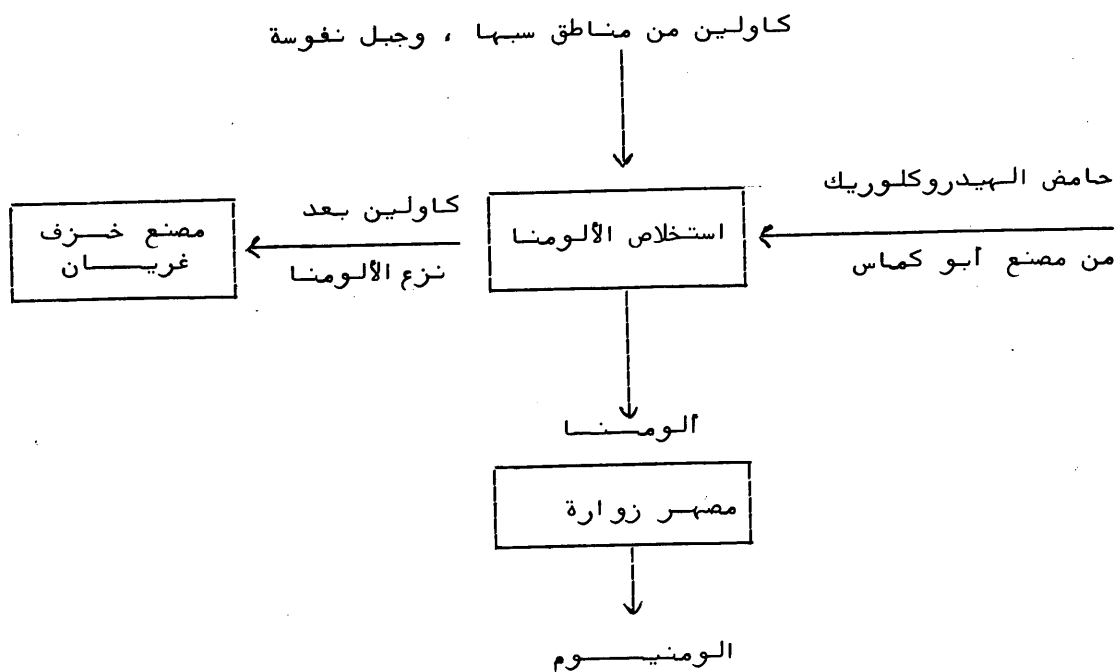 كاولين من مناطق سبها ، وجبل نفوسة
حامض الهيدروكلوريك
من مصنع أبو كماس
استخلاص الألومنا
كاولين بعد
نزع الألومنا
مصنع خزف
غريان
ألومنا
مصهر زوارة
الومنيوم